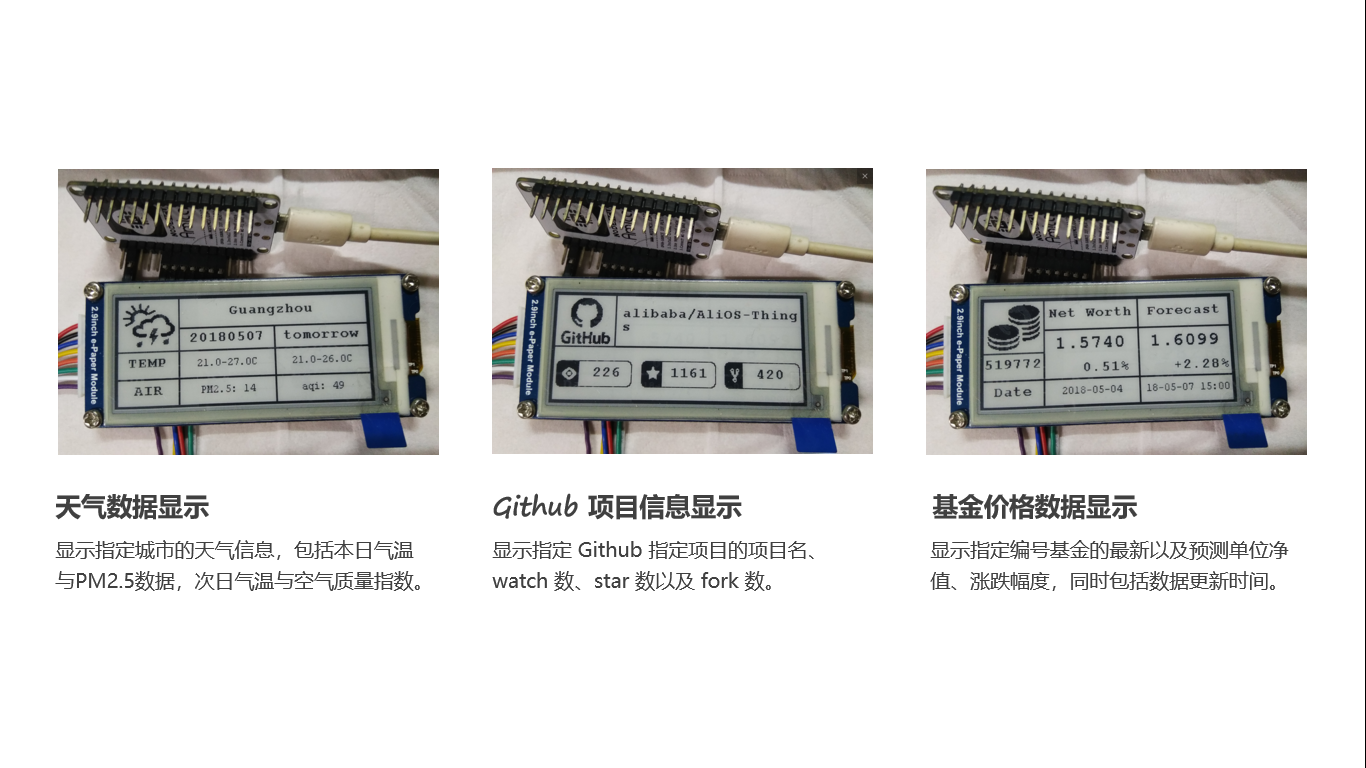 2.9inch e-Paper Module
Guangzhou
20180507 tomorrow
TEMP 21.0-27.0C 21.0-26.0C
AIR PM2.5: 14 aqi: 49
2.9inch e-Paper Module
GitHub
alibaba/AliOS-Thing
s
226 1161 420
2.9inch e-Paper Module
Net Worth Forecast
1.5740 1.6099
519772 0.51% +2.28%
Date 2018-05-04 18-05-07 15:00
天气数据显示
显示指定城市的天气信息，包括本日气温
与PM2.5数据，次日气温与空气质量指数。
Github 项目信息显示
显示指定 Github 指定项目的项目名、
watch 数、star 数以及 fork 数。
基金价格数据显示
显示指定编号基金的最新以及预测单位净
值、涨跌幅度，同时包括数据更新时间。